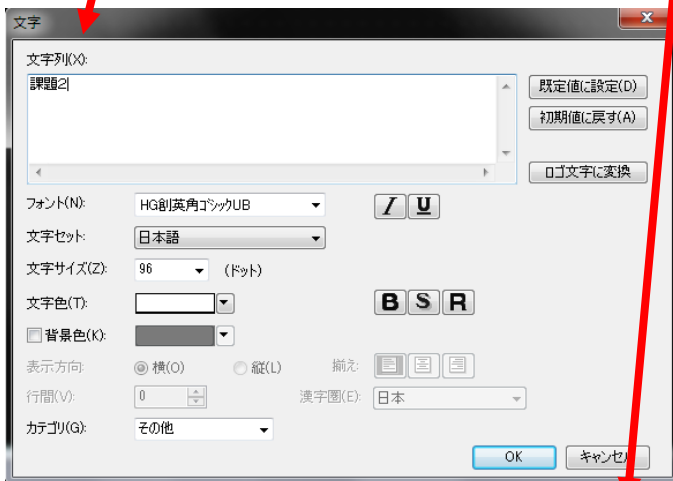 文字
文字列(X):
課題2
既定値に設定(D)
初期値に戻す(A)
ロゴ文字に変換
フォント(N): HG創英角ゴシックUB I U
文字セット: 日本語
文字サイズ(Z): 96 (ドット)
文字色(T): B S R
背景色(K):
表示方向: 横(O) 縦(L) 揃え:
行間(V): 0 漢字圏(E): 日本
カテゴリ(G): その他
OK キャンセル